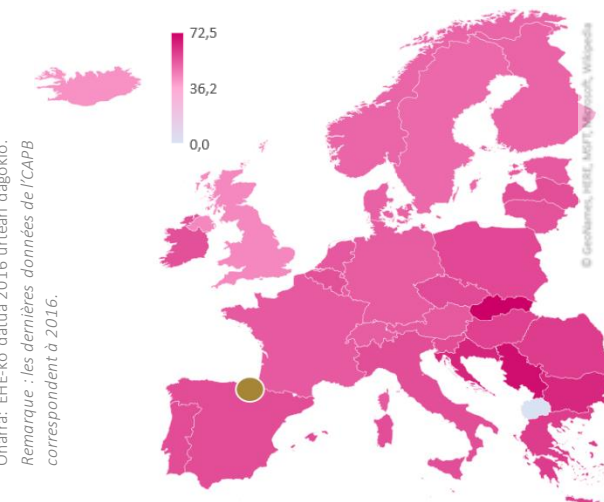 72,5
36,2
0,0
Oharra: EHE-ko datua 2016 urteari dagokio.
Remarque : les dernières données de l'CAPB
correspondent à 2016.
© GeoNames, HERE, MSFT, Microsoft, Wikipedia